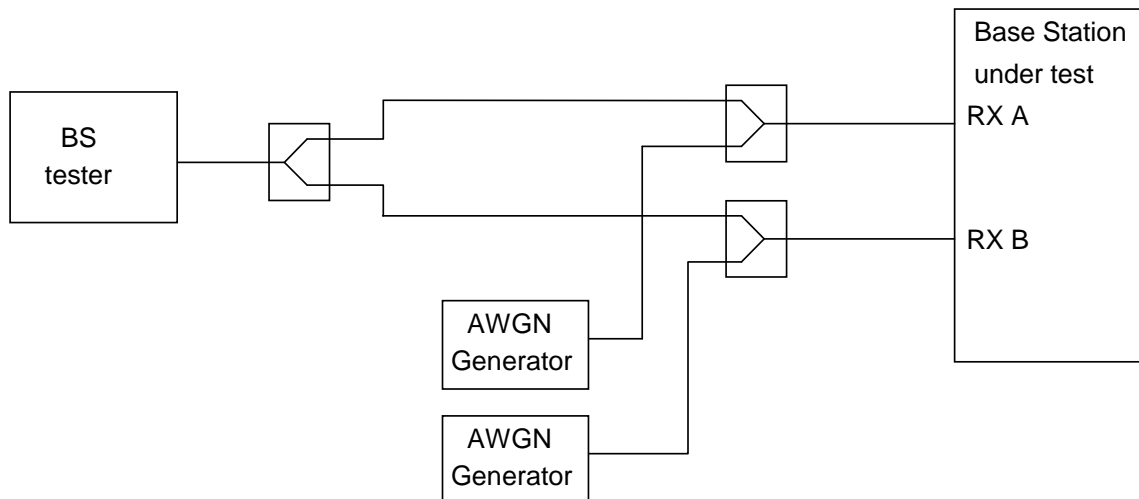 BS
tester
AWGN
Generator
AWGN
Generator
Base Station
under test
RX A
RX B